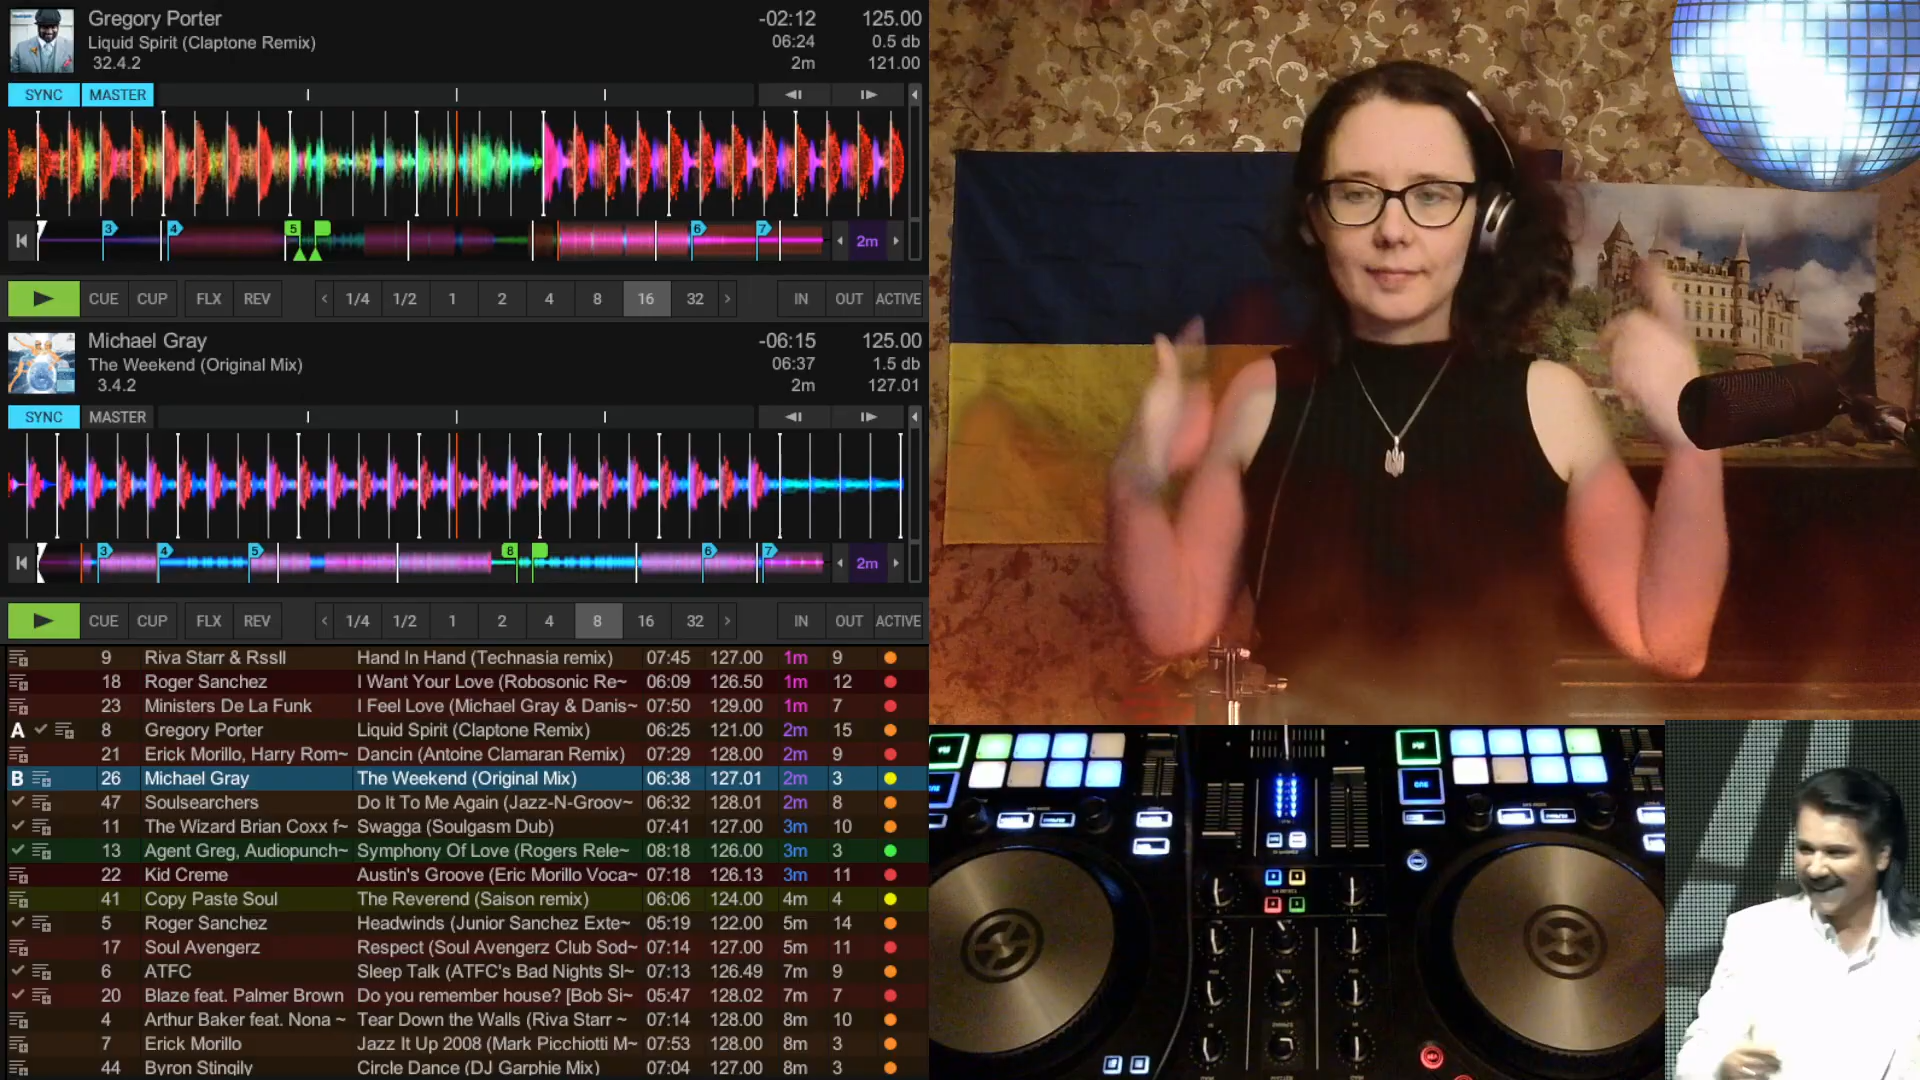 Gregory Porter -02:12 125.00
Liquid Spirit (Claptone Remix) 06:24 0.5 db
32.4.2 2m 121.00
SYNC MASTER
3 4 5 6 7 2m
CUE CUP FLX REV 1/4 1/2 1 2 4 8 16 32 IN OUT ACTIVE
Michael Gray -06:15 125.00
The Weekend (Original Mix) 06:37 1.5 db
3.4.2 2m 127.01
SYNC MASTER
3 4 5 8 6 7 2m
CUE CUP FLX REV 1/4 1/2 1 2 4 8 16 32 IN OUT ACTIVE
9 Riva Starr & Rssll Hand In Hand (Technasia remix) 07:45 127.00 1m 9
18 Roger Sanchez I Want Your Love (Robosonic Re~ 06:09 126.50 1m 12
23 Ministers De La Funk I Feel Love (Michael Gray & Danis~ 07:50 129.00 1m 7
A 8 Gregory Porter Liquid Spirit (Claptone Remix) 06:25 121.00 2m 15
21 Erick Morillo, Harry Rom~ Dancin (Antoine Clamaran Remix) 07:29 128.00 2m 9
B 26 Michael Gray The Weekend (Original Mix) 06:38 127.01 2m 3
47 Soulsearchers Do It To Me Again (Jazz-N-Groov~ 06:32 128.01 2m 8
11 The Wizard Brian Coxx f~ Swagga (Soulgasm Dub) 07:41 127.00 3m 10
13 Agent Greg, Audiopunch~ Symphony Of Love (Rogers Rele~ 08:18 126.00 3m 3
22 Kid Creme Austin's Groove (Eric Morillo Voca~ 07:18 126.13 3m 11
41 Copy Paste Soul The Reverend (Saison remix) 06:06 124.00 4m 4
5 Roger Sanchez Headwinds (Junior Sanchez Exte~ 05:19 122.00 5m 14
17 Soul Avengerz Respect (Soul Avengerz Club Sod~ 07:14 127.00 5m 11
6 ATFC Sleep Talk (ATFC's Bad Nights Sl~ 07:13 126.49 7m 9
20 Blaze feat. Palmer Brown Do you remember house? [Bob Si~ 05:47 128.02 7m 7
4 Arthur Baker feat. Nona ~ Tear Down the Walls (Riva Starr ~ 07:14 128.00 8m 10
7 Erick Morillo Jazz It Up 2008 (Mark Picchiotti M~ 07:53 128.00 8m 3
44 Byron Stingily Circle Dance (DJ Garphie Mix) 07:04 127.00 8m 3